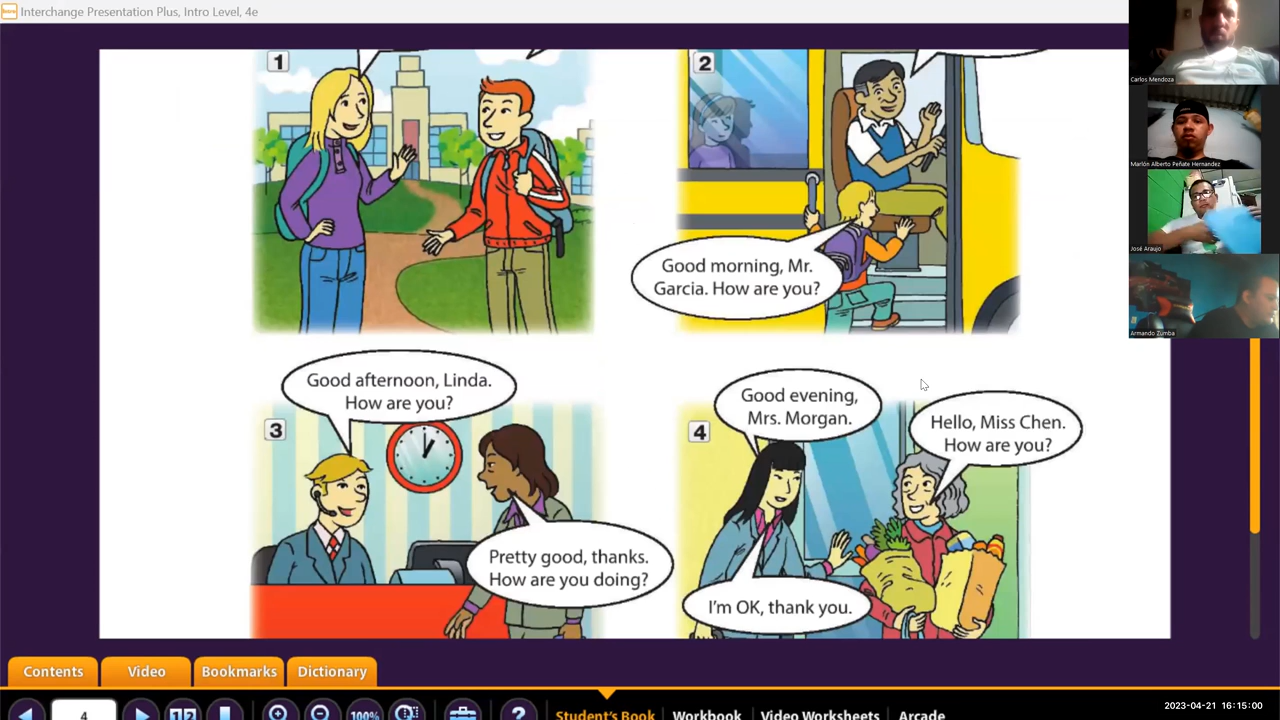 Interchange Presentation Plus, Intro Level, 4e
Carlos Mendoza
Marlón Alberto Peñate Hernandez
José Araujo
Armando Zumba
1
2
Good morning, Mr.
Garcia. How are you?
Good afternoon, Linda.
How are you?
3
Pretty good, thanks.
How are you doing?
Good evening,
Mrs. Morgan.
4
Hello, Miss Chen.
How are you?
I'm OK, thank you.
Contents
Video
Bookmarks
Dictionary
4
100%
?
Student's Book
Workbook
Video Worksheets
Arcade
2023-04-21 16:15:00